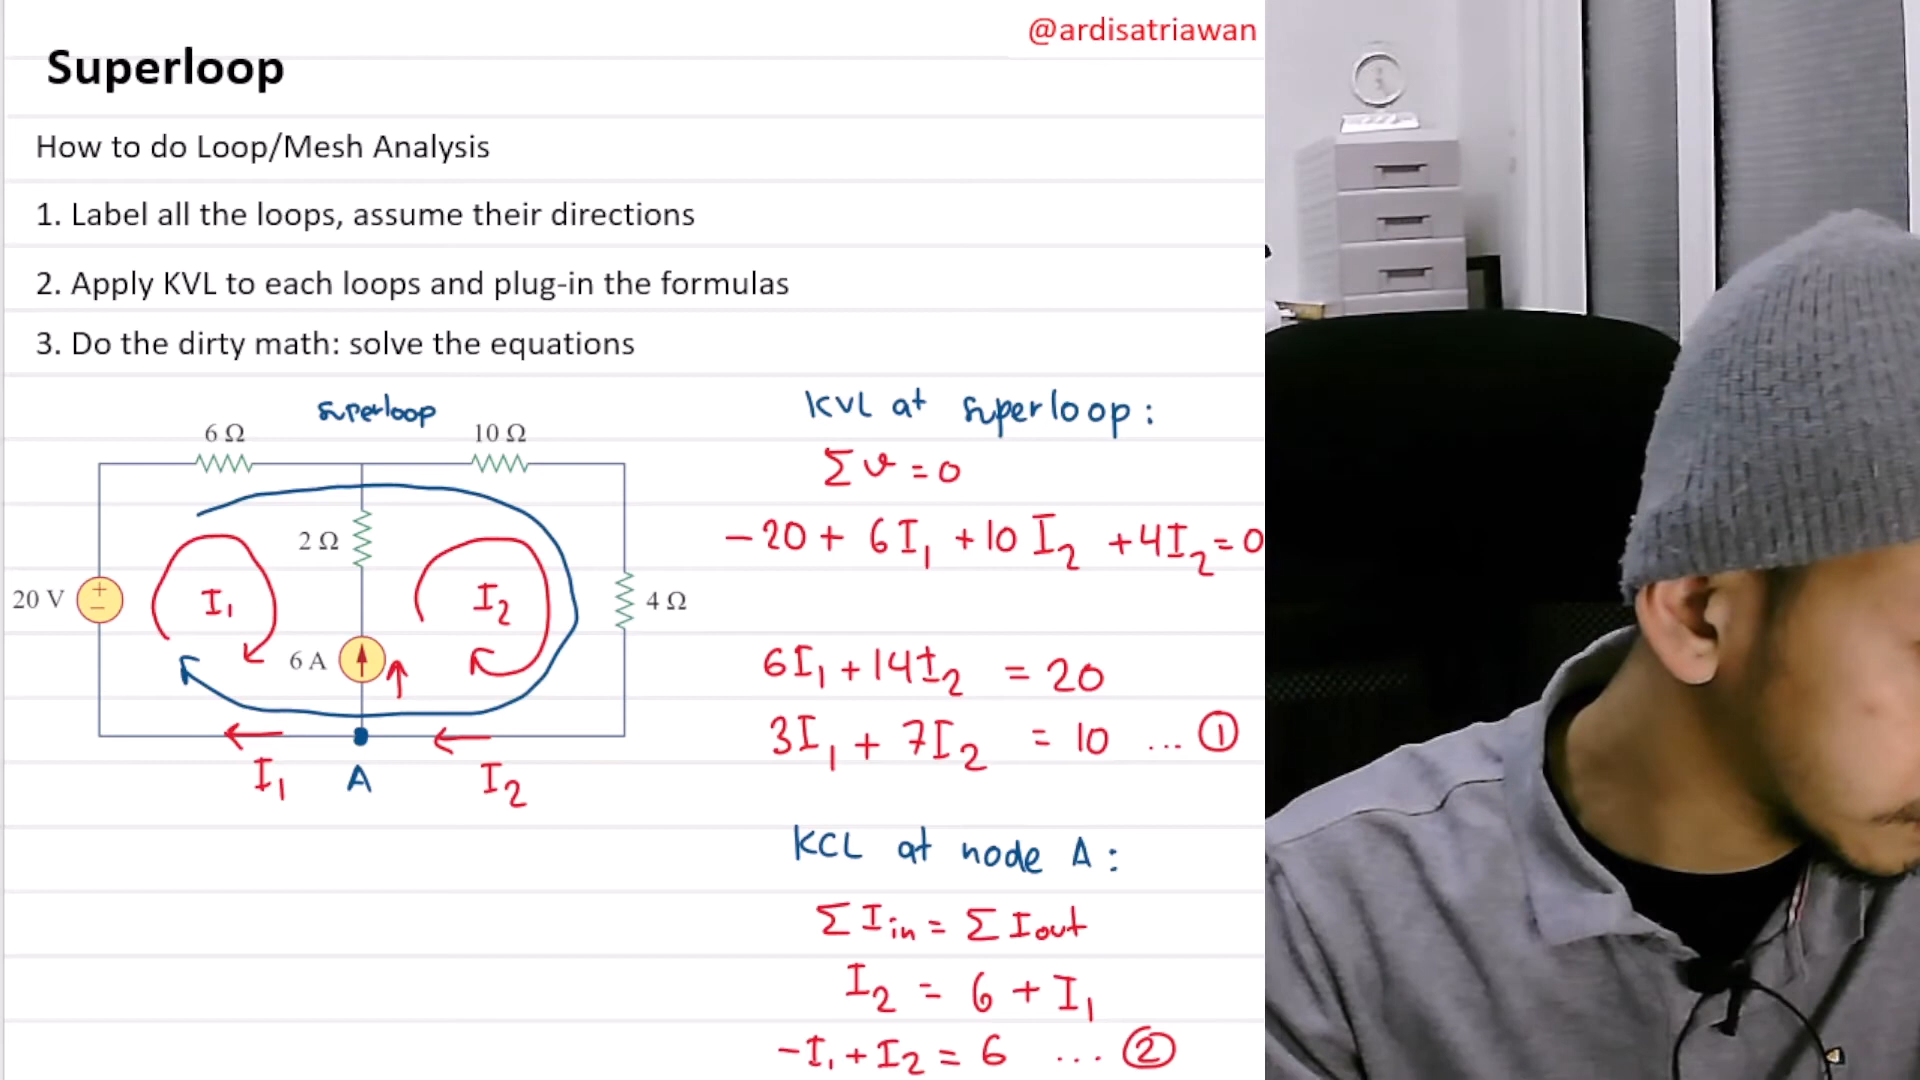 @ardisatriawan
Superloop
How to do Loop/Mesh Analysis
1. Label all the loops, assume their directions
2. Apply KVL to each loops and plug-in the formulas
3. Do the dirty math: solve the equations
superloop
6 Ω
10 Ω
2 Ω
20 V
I₁
I₂
4 Ω
6 A
I₁
A
I₂
KVL at superloop:
Σv = 0
-20 + 6I₁ + 10I₂ + 4I₂ = 0
6I₁ + 14I₂ = 20
3I₁ + 7I₂ = 10 ... ①
KCL at node A:
ΣIin = ΣIout
I₂ = 6 + I₁
-I₁ + I₂ = 6 ... ②